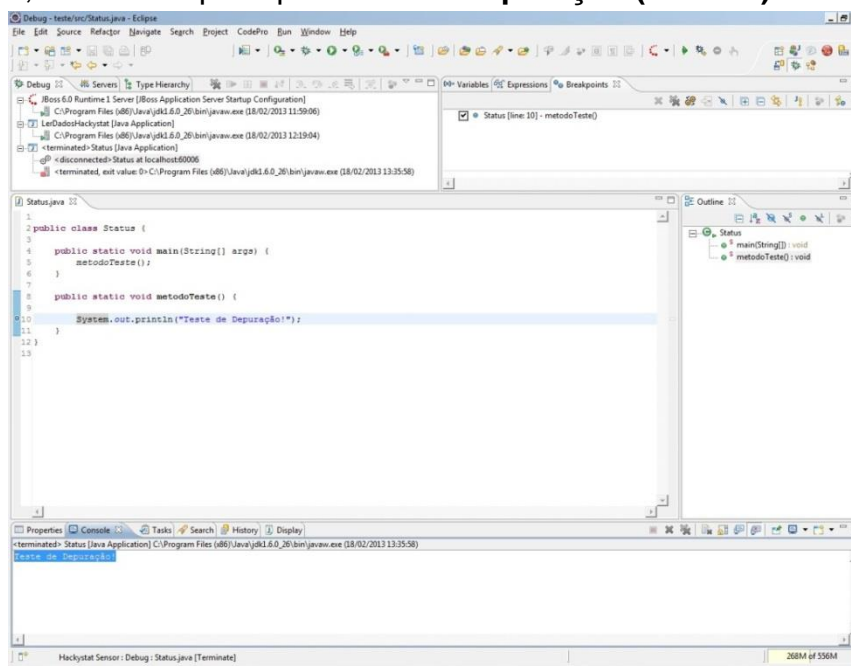 Debug - teste/src/Status.java - Eclipse
File Edit Source Refactor Navigate Search Project CodePro Run Window Help
Debug Servers Type Hierarchy
Variables Expressions Breakpoints
JBoss 6.0 Runtime1 Server [JBoss Application Server Startup Configuration]
C:\Program Files (x86)\Java\jdk1.6.0_26\bin\javaw.exe (18/02/2013 11:59:06)
LerDadosHackystat [Java Application]
C:\Program Files (x86)\Java\jdk1.6.0_26\bin\javaw.exe (18/02/2013 12:19:04)
<terminated>Status [Java Application]
<disconnected>Status at localhost:60006
<terminated, exit value: 0>C:\Program Files (x86)\Java\jdk1.6.0_26\bin\javaw.exe (18/02/2013 13:35:58)
Status [line: 10] - metodoTeste()
Status.java
1
2 public class Status {
3
4 public static void main(String[] args) {
5 metodoTeste();
6 }
7
8 public static void metodoTeste() {
9
10 System.out.println("Teste de Depuração!");
11 }
12 }
13
Outline
Status
main(String[]) : void
metodoTeste() : void
Properties Console Tasks Search History Display
<terminated> Status [Java Application] C:\Program Files (x86)\Java\jdk1.6.0_26\bin\javaw.exe (18/02/2013 13:35:58)
Teste de Depuração!
Hackystat Sensor : Debug : Status.java [Terminate]
268M of 556M